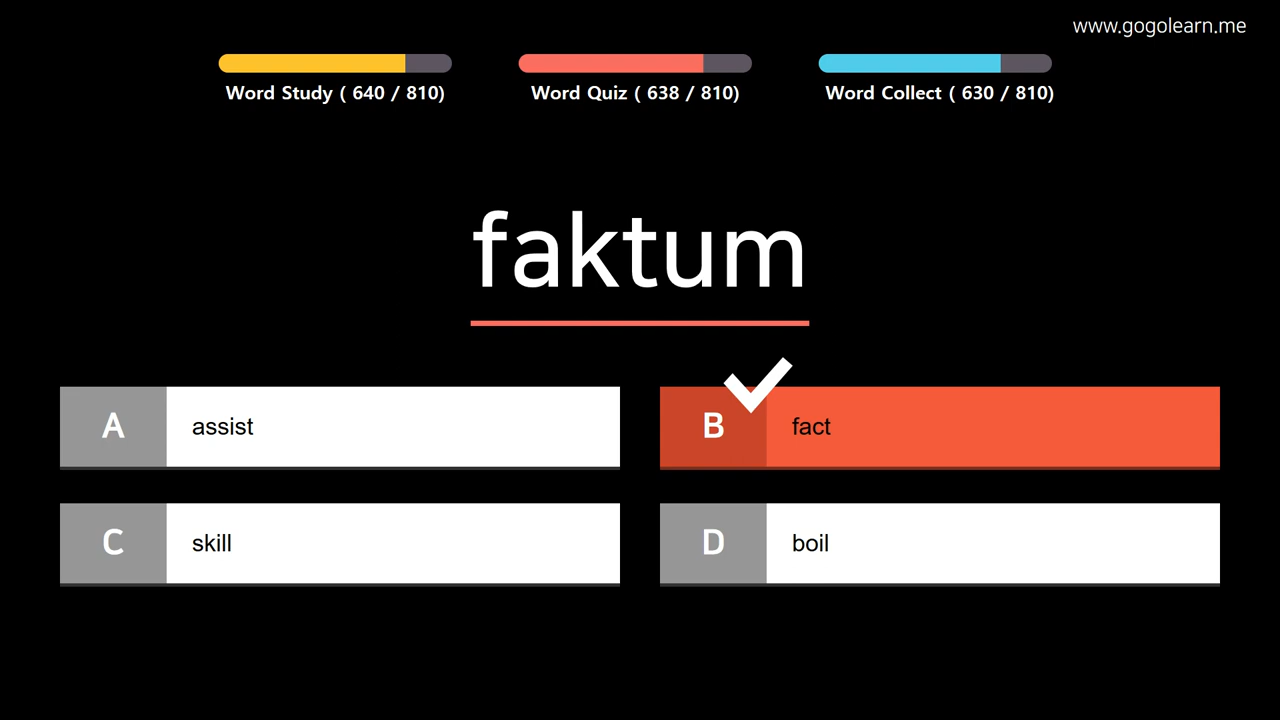 www.gogolearn.me
Word Study ( 640 / 810)
Word Quiz ( 638 / 810)
Word Collect ( 630 / 810)
faktum
A assist
B fact
C skill
D boil